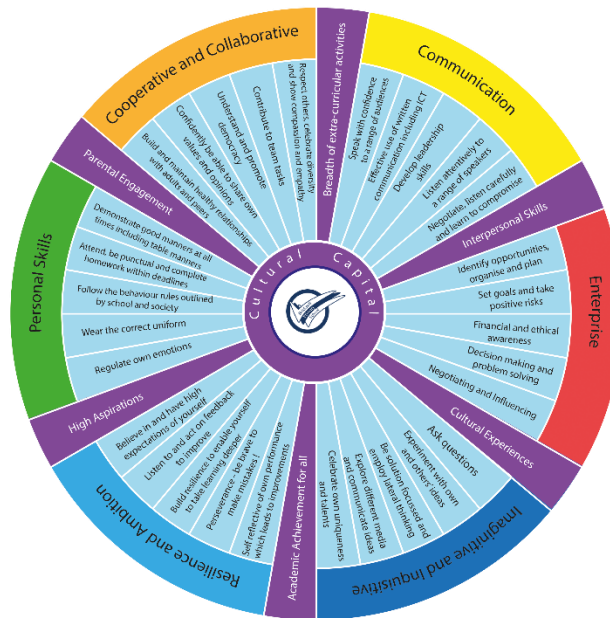 Cultural Capital
Breadth of extra-curricular activities
Communication
Speak with confidence
to a range of audiences
Effective use of written
communication including ICT
Develop leadership
skills
Listen attentively to
a range of speakers
Negotiate, listen carefully
and learn to compromise
Interpersonal Skills
Enterprise
Identify opportunities,
organise and plan
Set goals and take
positive risks
Financial and ethical
awareness
Decision making and
problem solving
Negotiating and Influencing
Cultural Experiences
Imaginitive and Inquisitive
Ask questions
Experiment with own
and others' ideas
Be solution focussed and
employ lateral thinking
Explore different media
and communicate ideas
Celebrate own uniqueness
and talents
Academic Achievement for all
Resilience and Ambition
Self reflective of own performance
which leads to improvements
Perseverence - be brave to
make mistakes !
Build resilience to enable yourself
to take learning deeper
Listen to and act on feedback
to improve
Believe in and have high
expectations of yourself
High Aspirations
Personal Skills
Regulate own emotions
Wear the correct uniform
Follow the behaviour rules outlined
by school and society
Attend, be punctual and complete
homework within deadlines
Demonstrate good manners at all
times including table manners
Parental Engagement
Cooperative and Collaborative
Build and maintain healthy relationships
with adults and peers
Confidently be able to share own
values and opinions
Understand and promote
democracy
Contribute to team tasks
Respect others, celebrate diversity
and show compassion and empathy